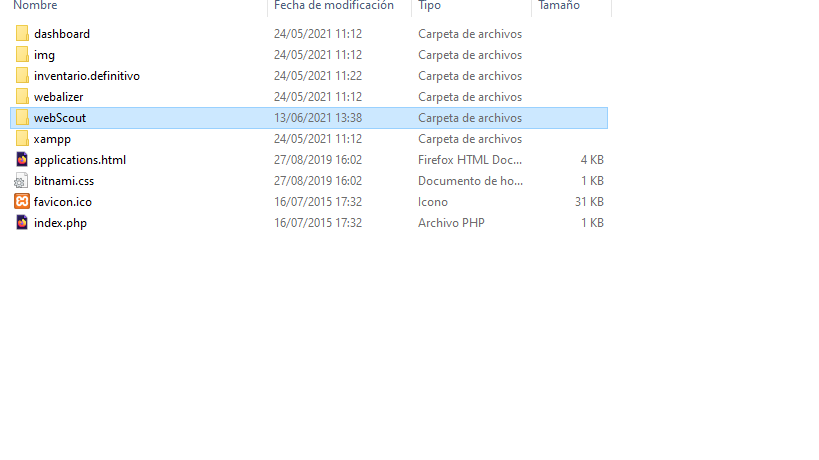 Nombre Fecha de modificación Tipo Tamaño
dashboard 24/05/2021 11:12 Carpeta de archivos
img 24/05/2021 11:12 Carpeta de archivos
inventario.definitivo 24/05/2021 11:22 Carpeta de archivos
webalizer 24/05/2021 11:12 Carpeta de archivos
webScout 13/06/2021 13:38 Carpeta de archivos
xampp 24/05/2021 11:12 Carpeta de archivos
applications.html 27/08/2019 16:02 Firefox HTML Doc... 4 KB
bitnami.css 27/08/2019 16:02 Documento de ho... 1 KB
favicon.ico 16/07/2015 17:32 Icono 31 KB
index.php 16/07/2015 17:32 Archivo PHP 1 KB